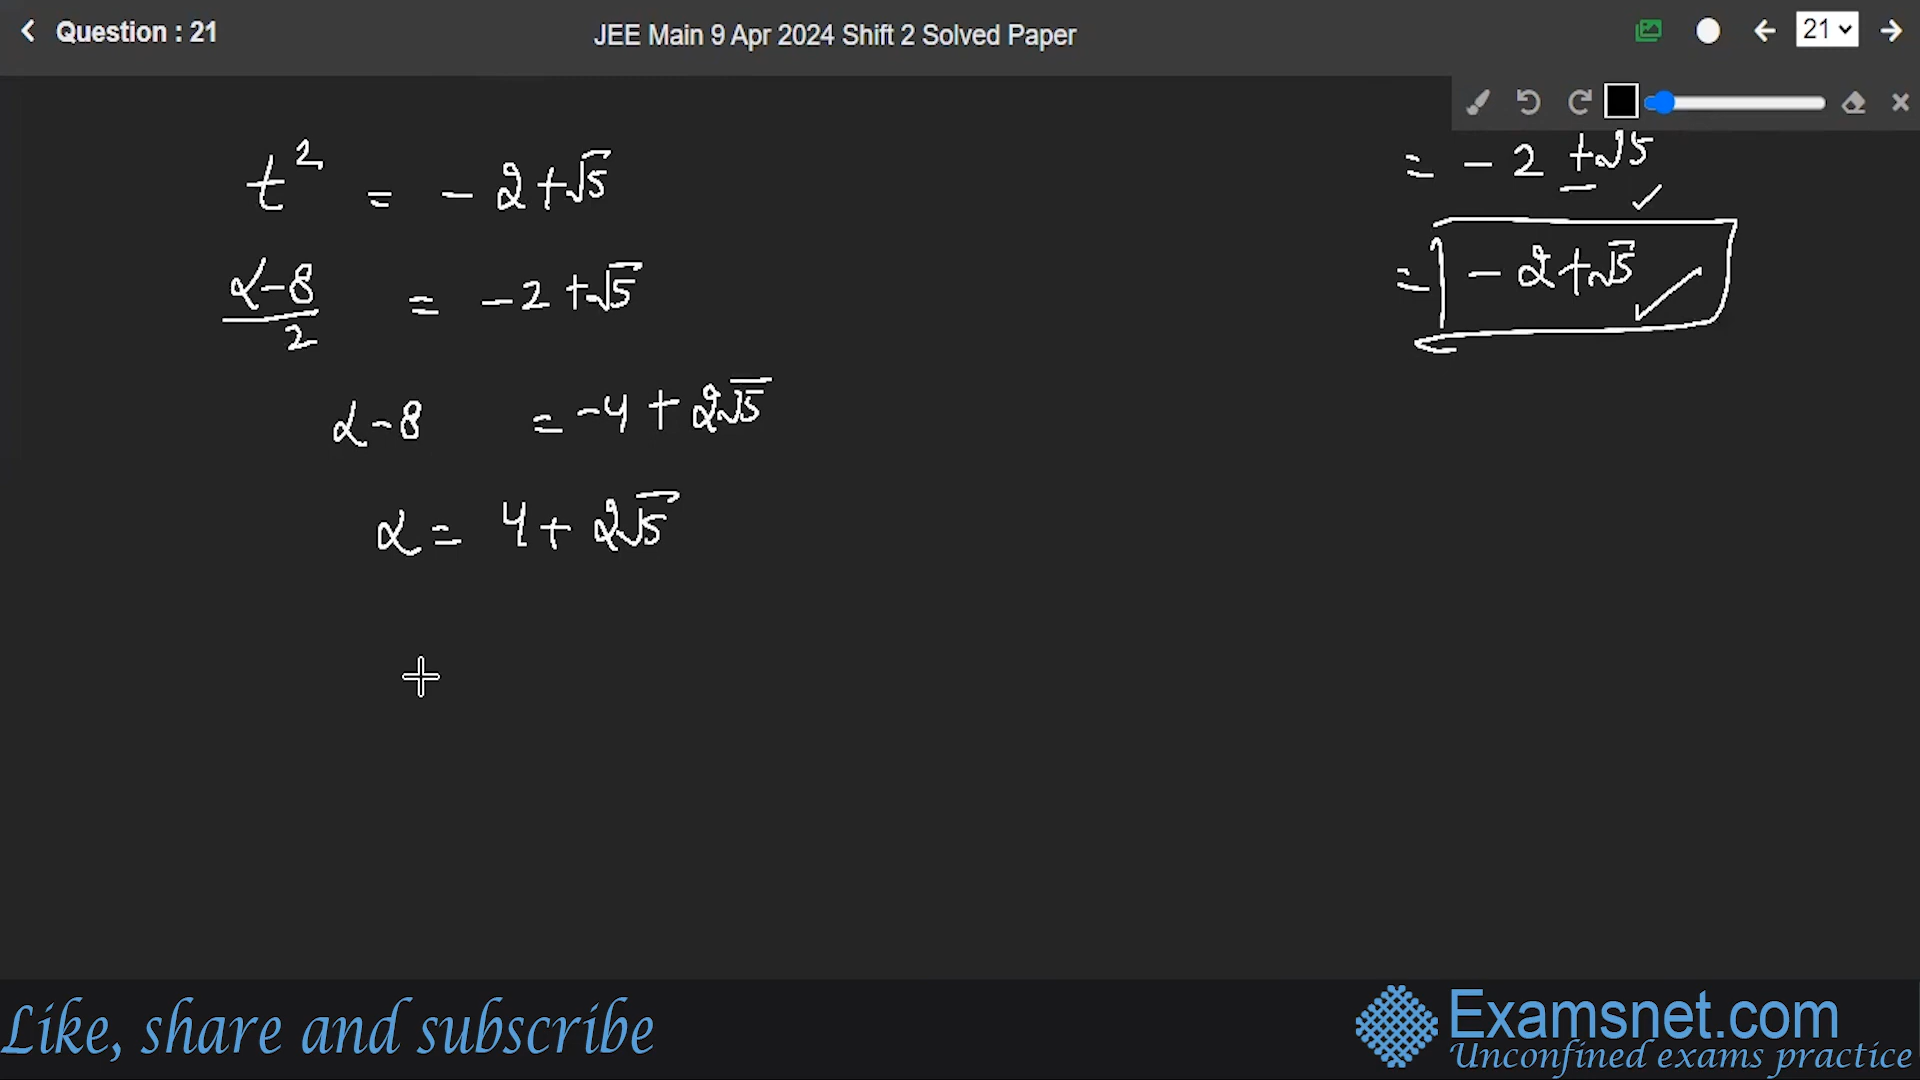 Question : 21
JEE Main 9 Apr 2024 Shift 2 Solved Paper
21
t² = - 2 + √5
α-8/2 = -2 + √5
α-8 = -4 + 2√5
α = 4 + 2√5
= - 2 ± √5 ✓
= - 2 + √5 ✓
Like, share and subscribe
Examsnet.com
Unconfined exams practice